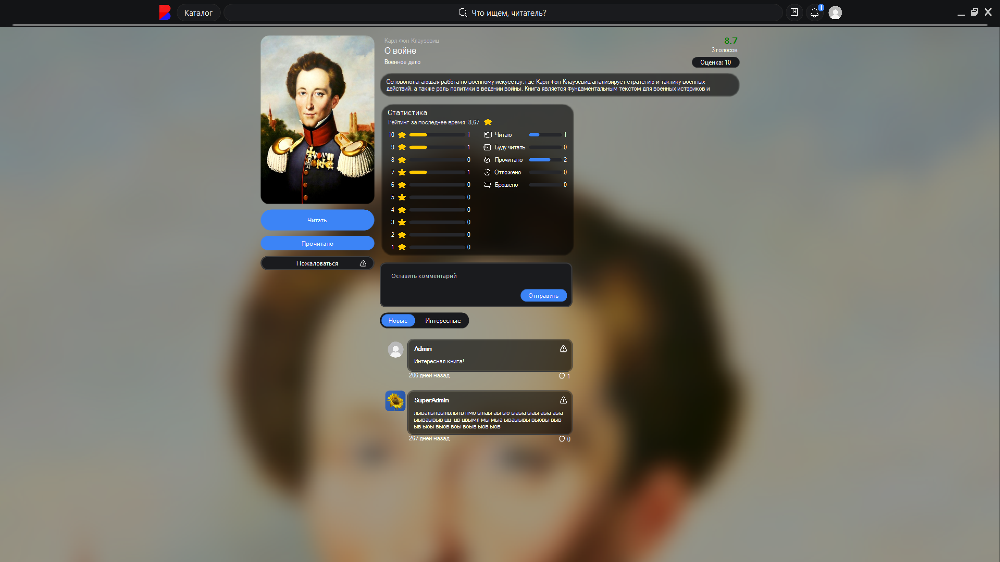 Каталог
Что ищем, читатель?
1
Карл фон Клаузевиц
О войне
Военное дело
8.7
3 голосов
Оценка: 10
Основополагающая работа по военному искусству, где Карл фон Клаузевиц анализирует стратегию и тактику военных
действий, а также роль политики в ведении войны. Книга является фундаментальным текстом для военных историков и
Статистика
Рейтинг за последнее время: 8,67
10 1 Читаю 1
9 1 Буду читать 0
8 0 Прочитано 2
7 1 Отложено 0
6 0 Брошено 0
5 0
4 0
3 0
2 0
1 0
Читать
Прочитано
Пожаловаться
Оставить комментарий
Отправить
Новые Интересные
Admin
Интересная книга!
206 дней назад 1
SuperAdmin
лывалытвылвлытв пмо ылаы аы ыо ыаыа ыаы аыа аыа
ыываывыв цц цв цвымл мы мыа ываыывы выовы выв
ыв ыоы выов воы воыв ыов ыов
267 дней назад 0